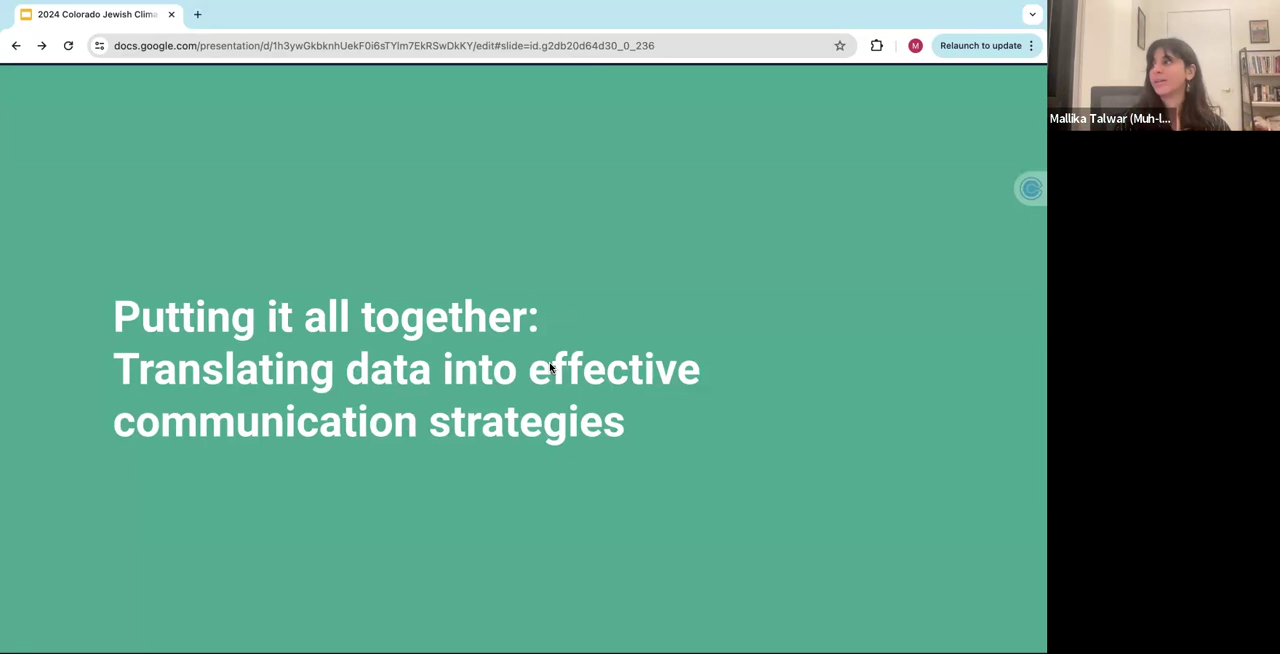 2024 Colorado Jewish Clima
docs.google.com/presentation/d/1h3ywGkbknhUekF0i6sTYlm7EkRSwDkKY/edit#slide=id.g2db20d64d30_0_236
M
Relaunch to update
Mallika Talwar (Muh-l...
Putting it all together:
Translating data into effective
communication strategies